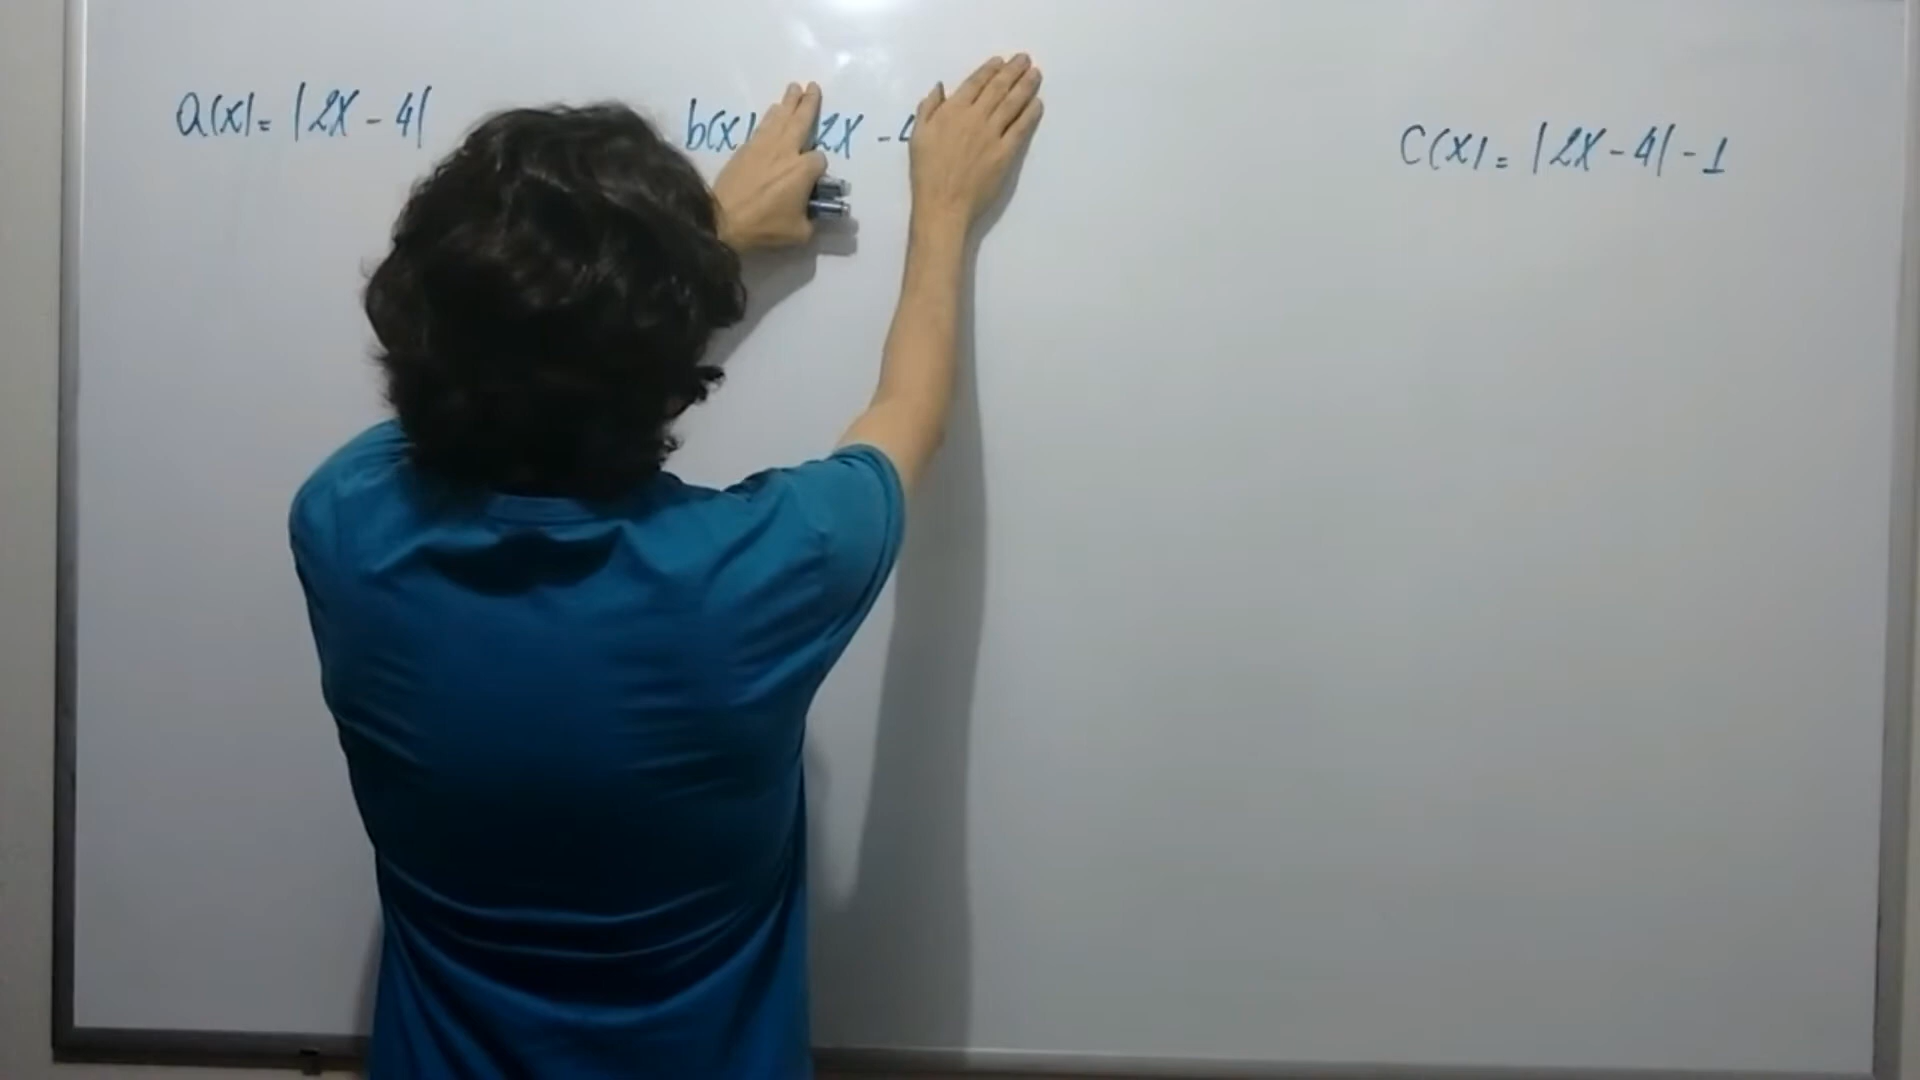 a(x) = |2x - 4|
b(x) 2x - 4
c(x) = |2x - 4| - 1